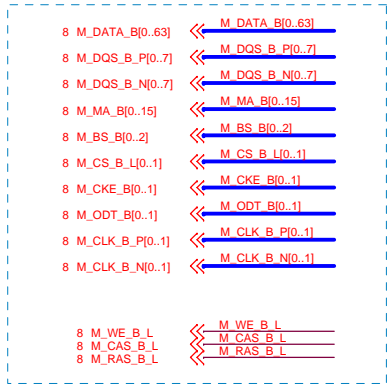 8 M_DATA_B[0..63] M_DATA_B[0..63]
8 M_DQS_B_P[0..7] M_DQS_B_P[0..7]
8 M_DQS_B_N[0..7] M_DQS_B_N[0..7]
8 M_MA_B[0..15] M_MA_B[0..15]
8 M_BS_B[0..2] M_BS_B[0..2]
8 M_CS_B_L[0..1] M_CS_B_L[0..1]
8 M_CKE_B[0..1] M_CKE_B[0..1]
8 M_ODT_B[0..1] M_ODT_B[0..1]
8 M_CLK_B_P[0..1] M_CLK_B_P[0..1]
8 M_CLK_B_N[0..1] M_CLK_B_N[0..1]
8 M_WE_B_L M_WE_B_L
8 M_CAS_B_L M_CAS_B_L
8 M_RAS_B_L M_RAS_B_L